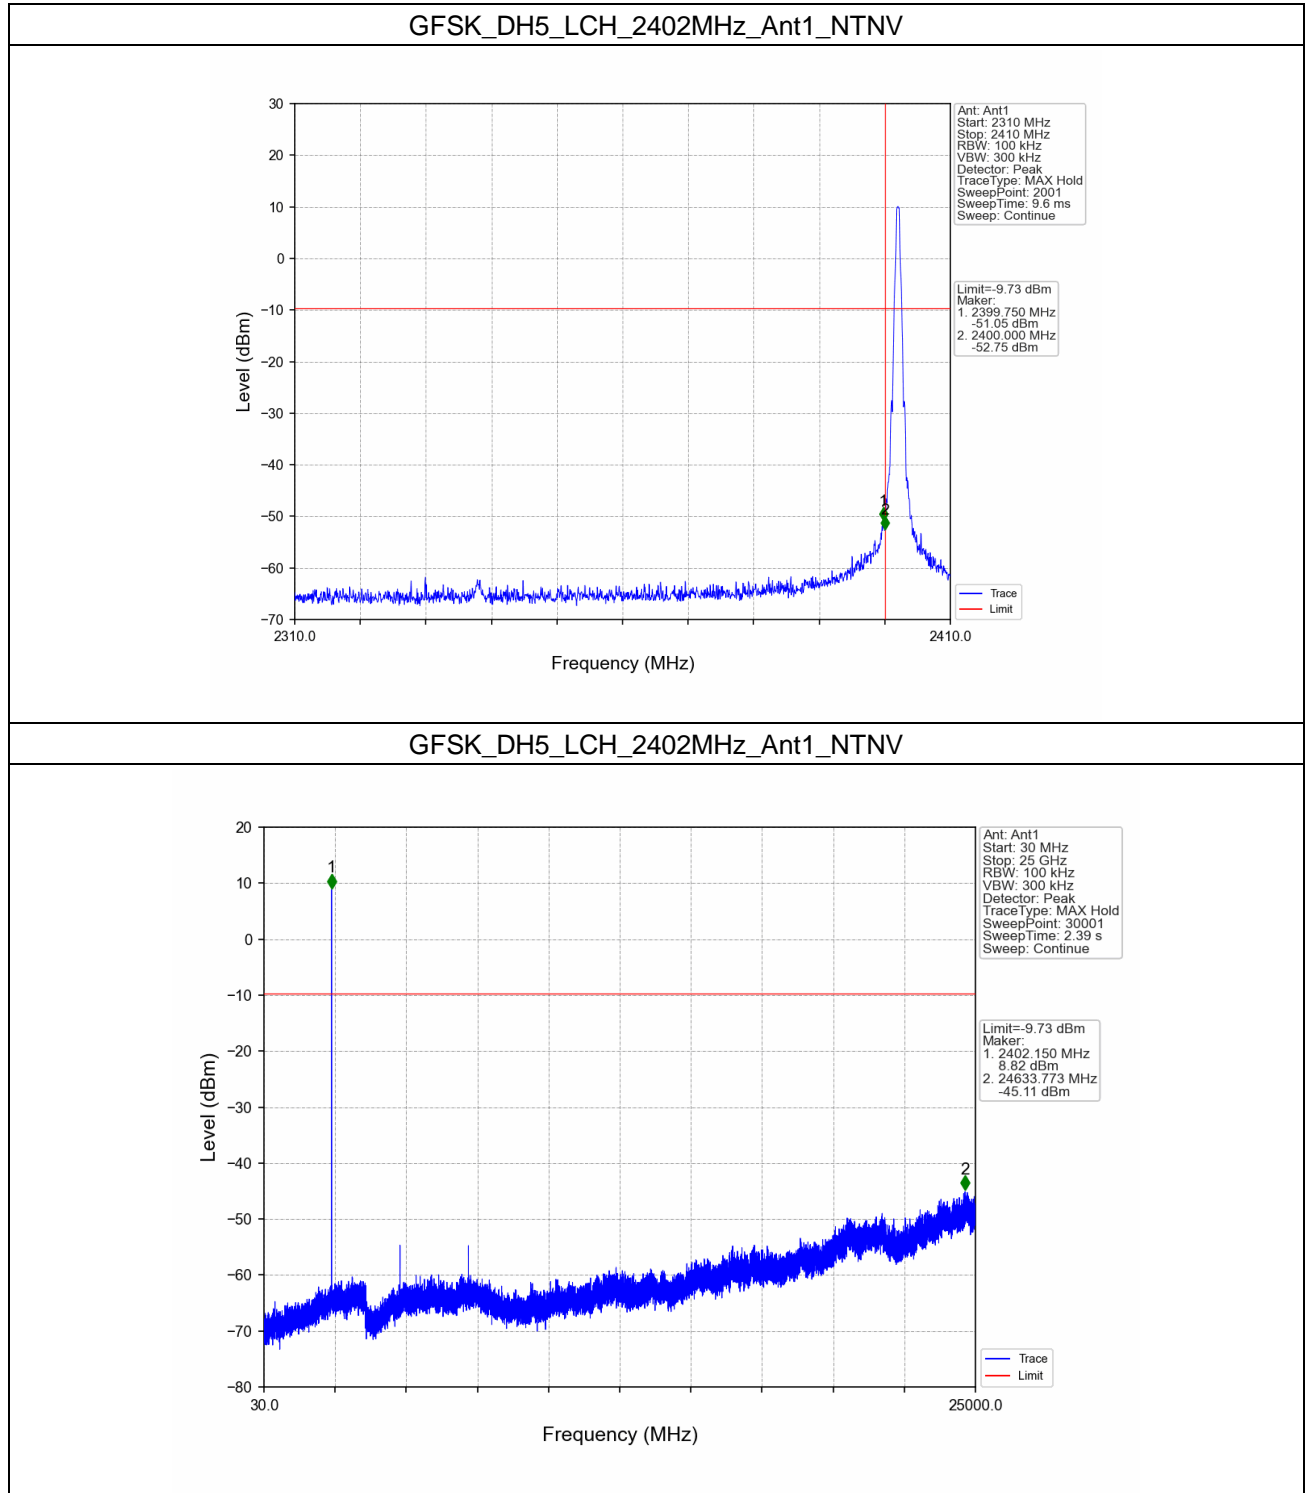 GFSK_DH5_LCH_2402MHz_Ant1_NTNV
30
20
10
0
−10
−20
−30
−40
−50
−60
−70
Level (dBm)
1
2
2310.0
2410.0
Frequency (MHz)
Ant: Ant1
Start: 2310 MHz
Stop: 2410 MHz
RBW: 100 kHz
VBW: 300 kHz
Detector: Peak
TraceType: MAX Hold
SweepPoint: 2001
SweepTime: 9.6 ms
Sweep: Continue
Limit=-9.73 dBm
Maker:
1. 2399.750 MHz
-51.05 dBm
2. 2400.000 MHz
-52.75 dBm
Trace
Limit
GFSK_DH5_LCH_2402MHz_Ant1_NTNV
20
10
0
−10
−20
−30
−40
−50
−60
−70
−80
Level (dBm)
1
2
30.0
25000.0
Frequency (MHz)
Ant: Ant1
Start: 30 MHz
Stop: 25 GHz
RBW: 100 kHz
VBW: 300 kHz
Detector: Peak
TraceType: MAX Hold
SweepPoint: 30001
SweepTime: 2.39 s
Sweep: Continue
Limit=-9.73 dBm
Maker:
1. 2402.150 MHz
8.82 dBm
2. 24633.773 MHz
-45.11 dBm
Trace
Limit